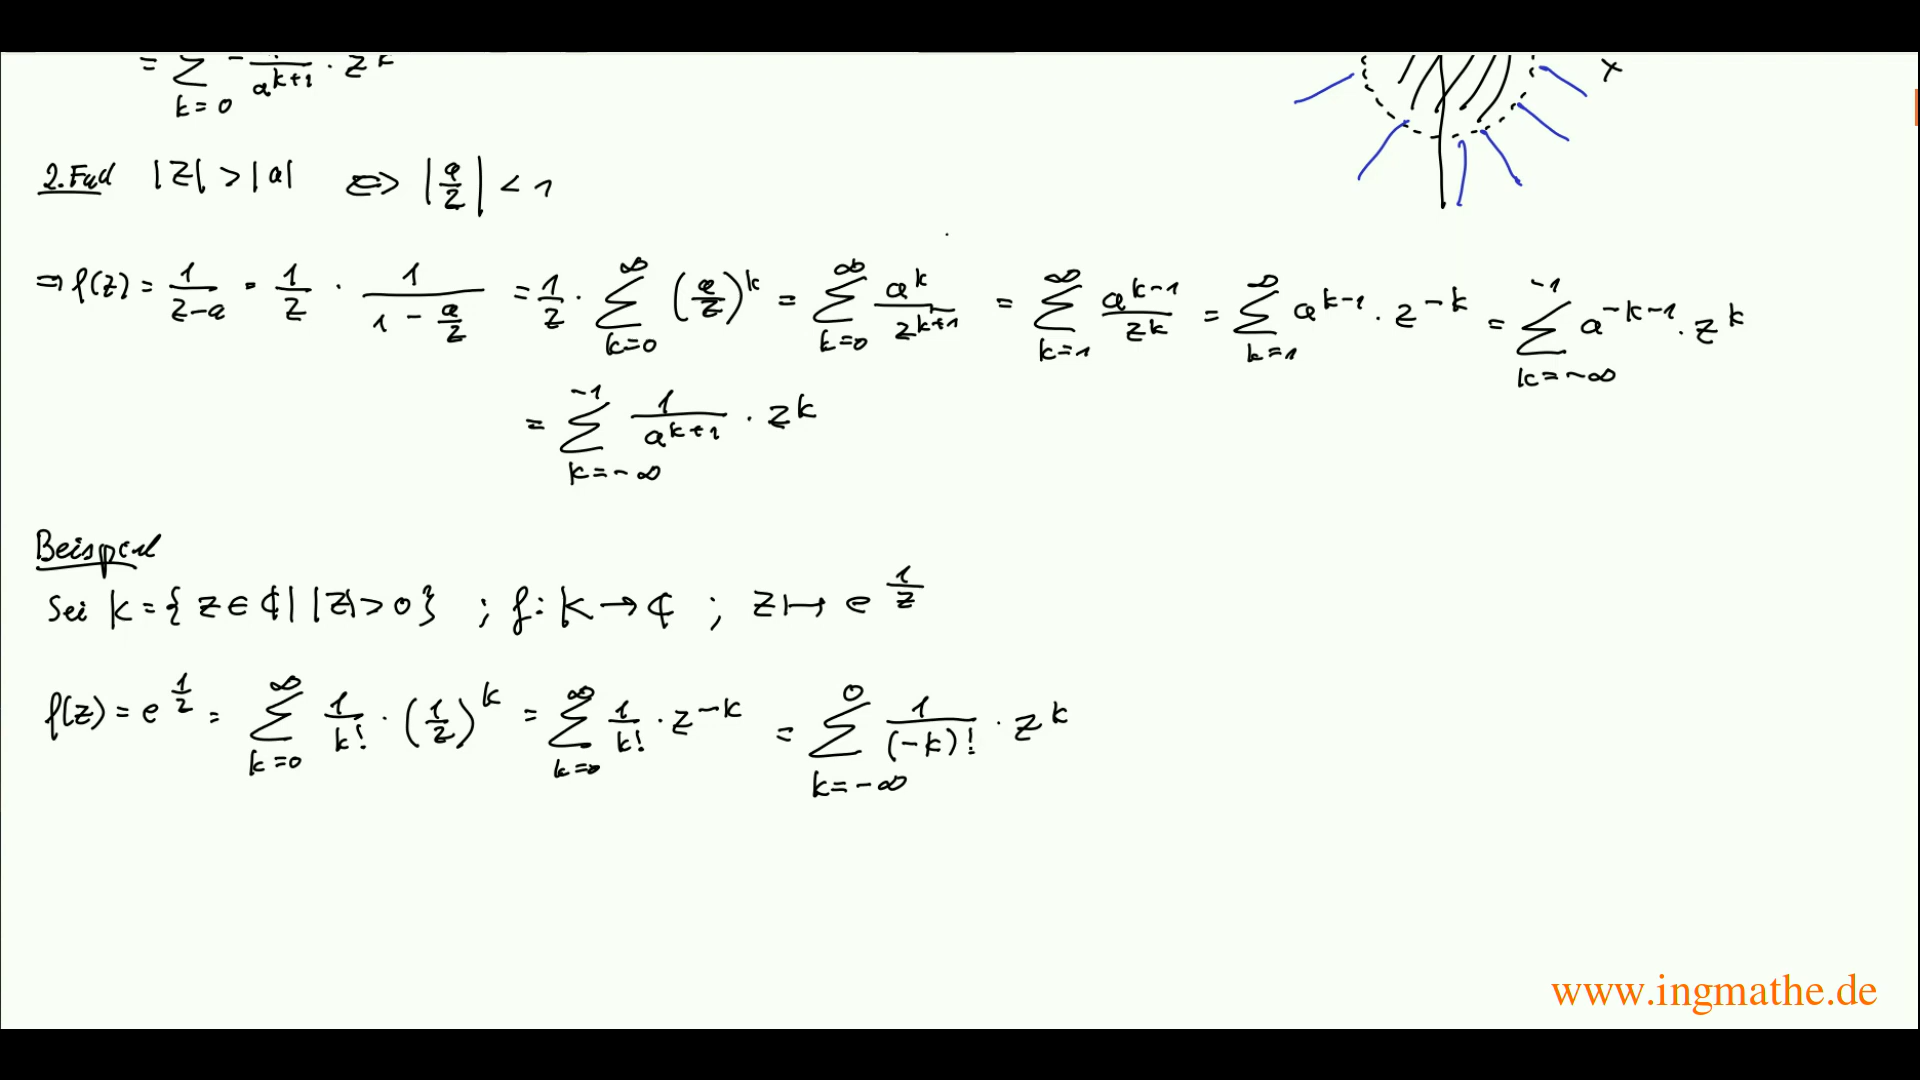 = ∑_{k=0} -1/a^{k+1} · z^k
x
2.Fall |z| > |a| ⟺ |a/z| < 1
⇒ f(z) = 1/(z-a) = 1/z · 1/(1 - a/z) = 1/z · ∑_{k=0}^{∞} (a/z)^k = ∑_{k=0}^{∞} a^k/z^{k+1} = ∑_{k=1}^{∞} a^{k-1}/z^k = ∑_{k=1}^{∞} a^{k-1} · z^{-k} = ∑_{k=-∞}^{-1} a^{-k-1} · z^k
= ∑_{k=-∞}^{-1} 1/a^{k+1} · z^k
Beispiel
Sei K = {z ∈ ℂ | |z| > 0} ; f: K → ℂ ; z ↦ e^{1/z}
f(z) = e^{1/z} = ∑_{k=0}^{∞} 1/k! · (1/z)^k = ∑_{k=0}^{∞} 1/k! · z^{-k} = ∑_{k=-∞}^{0} 1/(-k)! · z^k
www.ingmathe.de